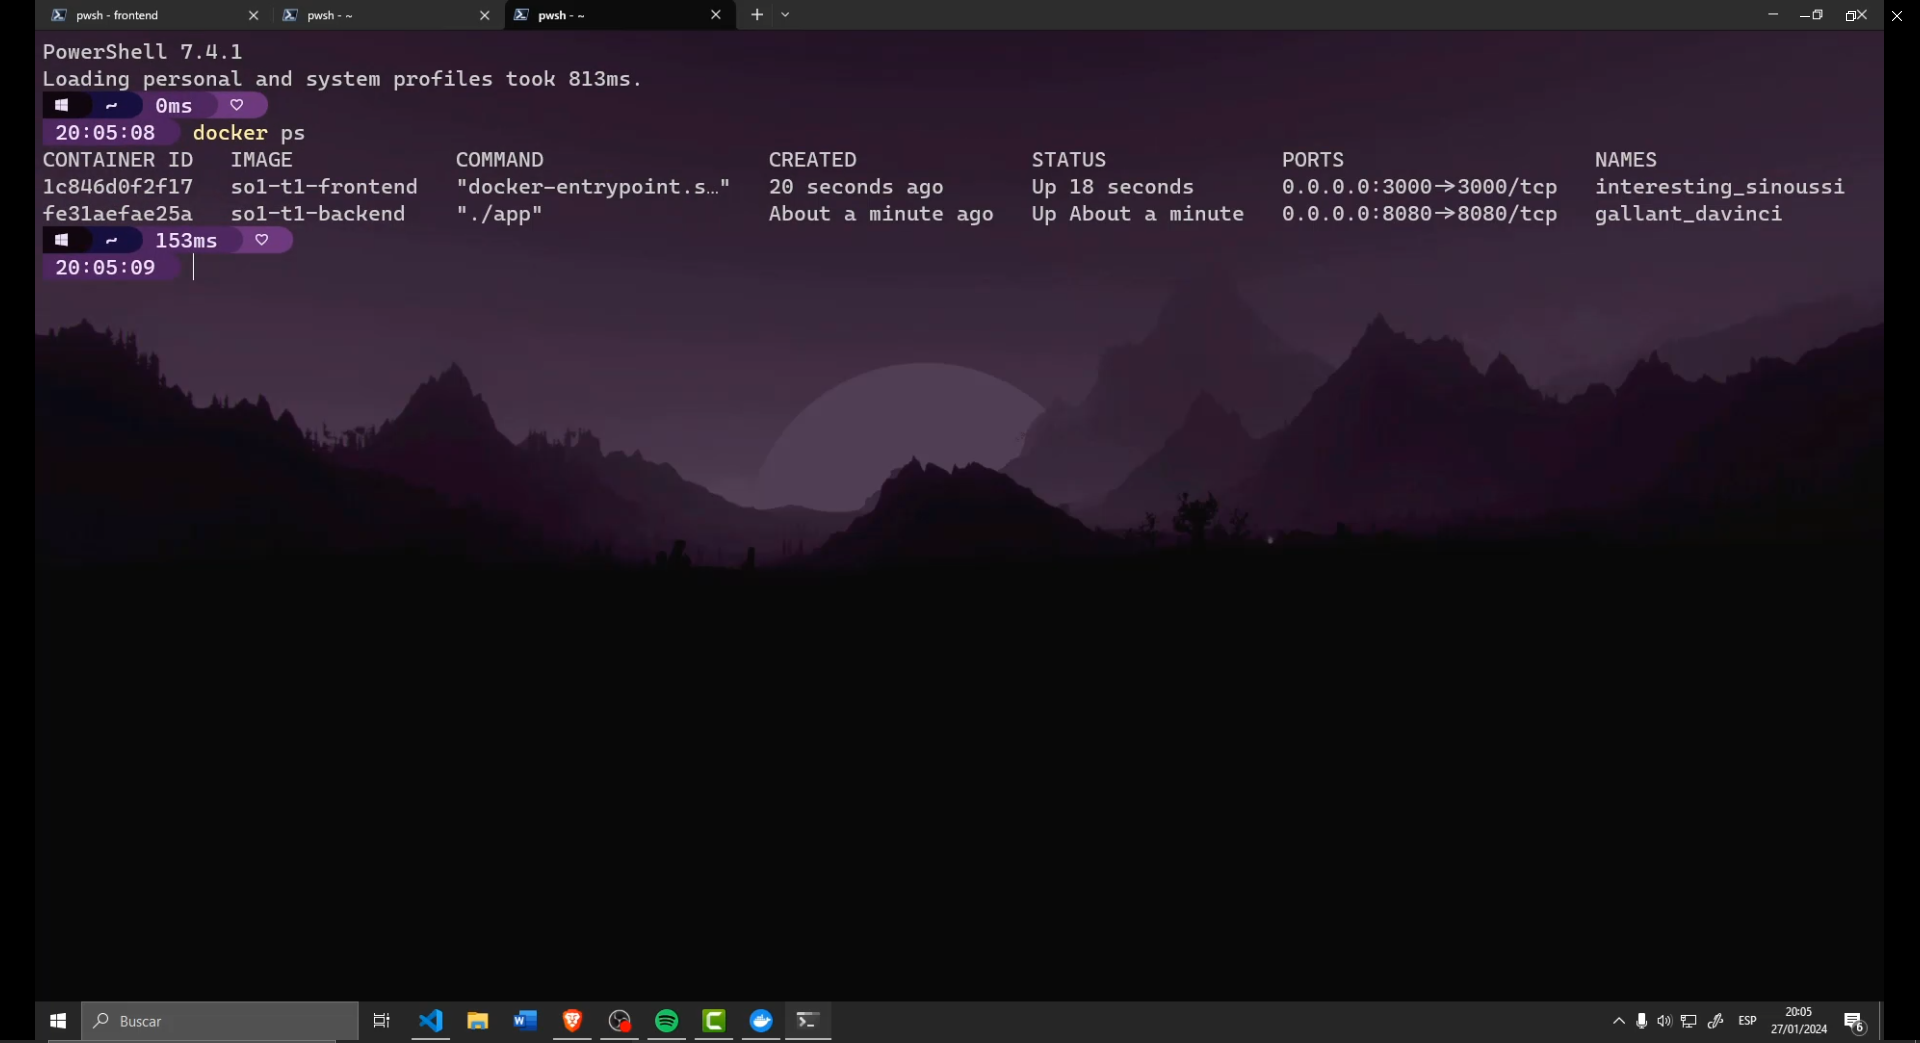 pwsh - frontend
pwsh - ~
pwsh - ~
PowerShell 7.4.1
Loading personal and system profiles took 813ms.
~ 0ms ♡
20:05:08 docker ps
CONTAINER ID IMAGE COMMAND CREATED STATUS PORTS NAMES
1c846d0f2f17 so1-t1-frontend "docker-entrypoint.s…" 20 seconds ago Up 18 seconds 0.0.0.0:3000->3000/tcp interesting_sinoussi
fe31aefae25a so1-t1-backend "./app" About a minute ago Up About a minute 0.0.0.0:8080->8080/tcp gallant_davinci
~ 153ms ♡
20:05:09
Buscar
ESP
20:05
27/01/2024
6